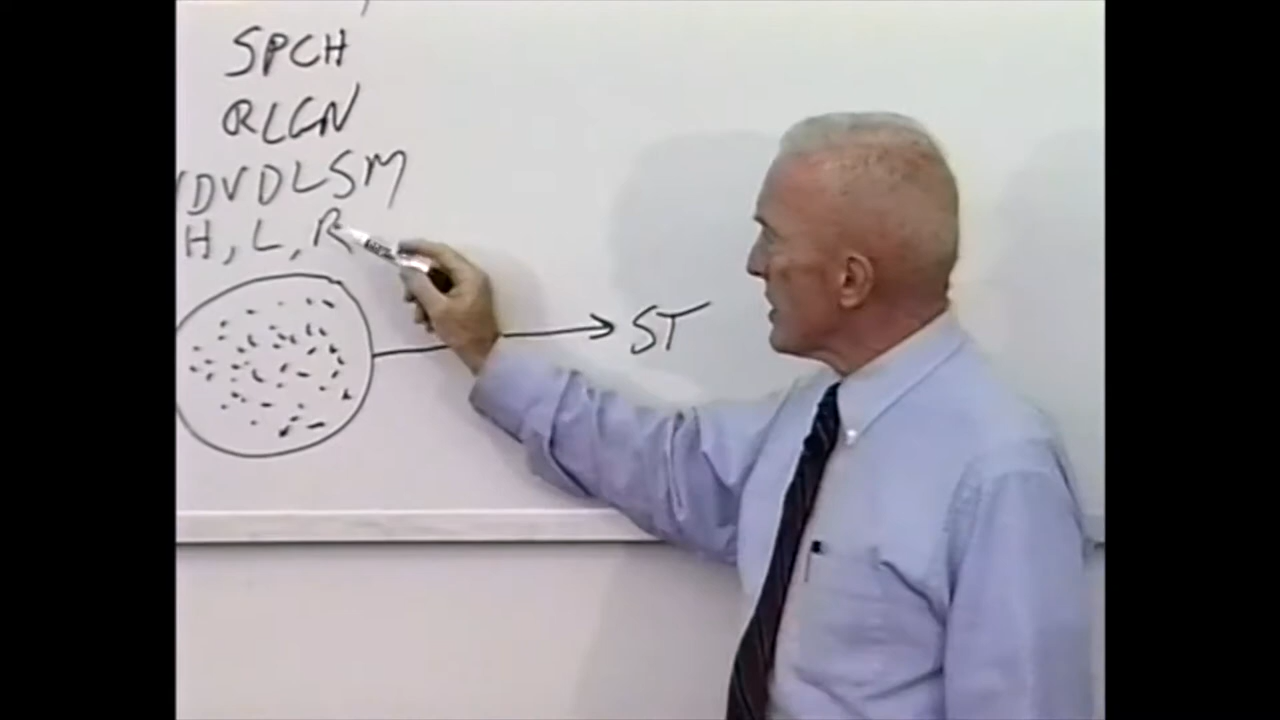 SPCH
RLGN
DVDLSM
H, L, R
ST